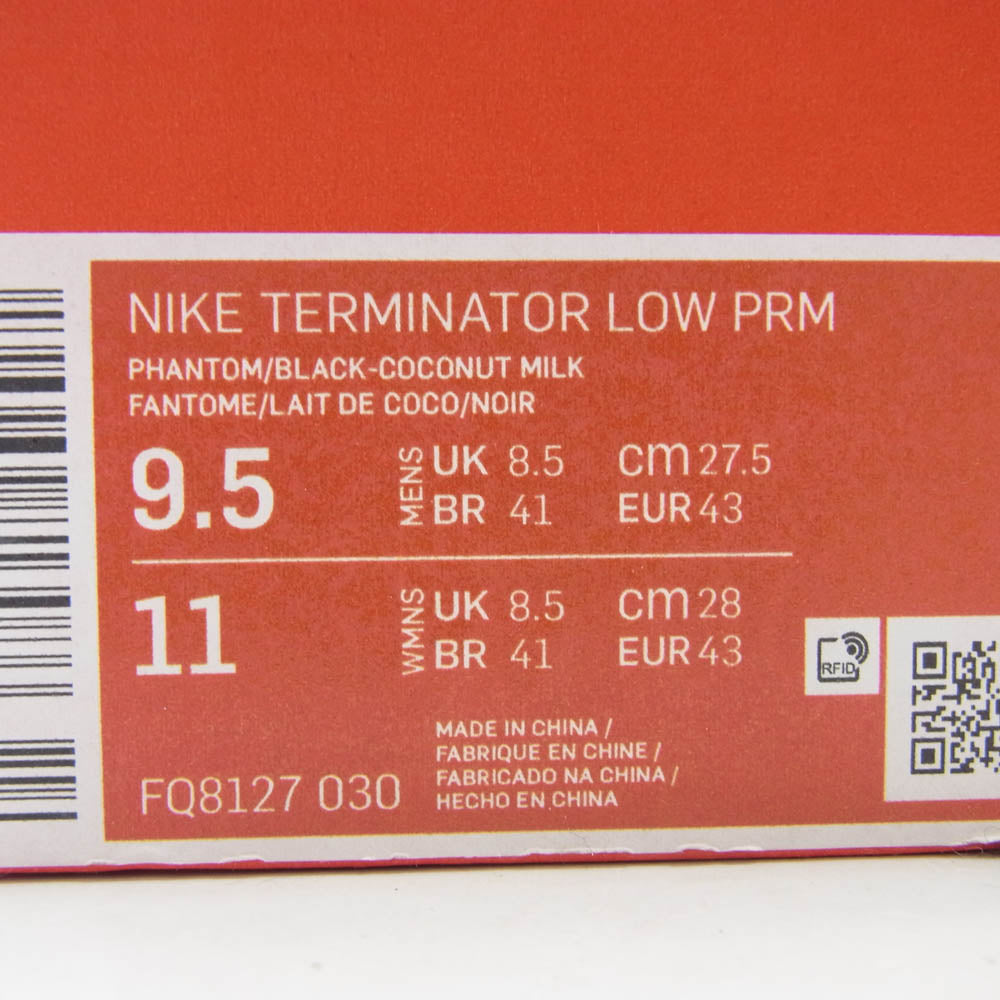 NIKE TERMINATOR LOW PRM
PHANTOM/BLACK-COCONUT MILK
FANTOME/LAIT DE COCO/NOIR
9.5 MENS UK 8.5 CM 27.5
BR 41 EUR 43
11 WMNS UK 8.5 CM 28
BR 41 EUR 43
RFID
MADE IN CHINA /
FABRIQUE EN CHINE /
FABRICADO NA CHINA /
HECHO EN CHINA
FQ8127 030